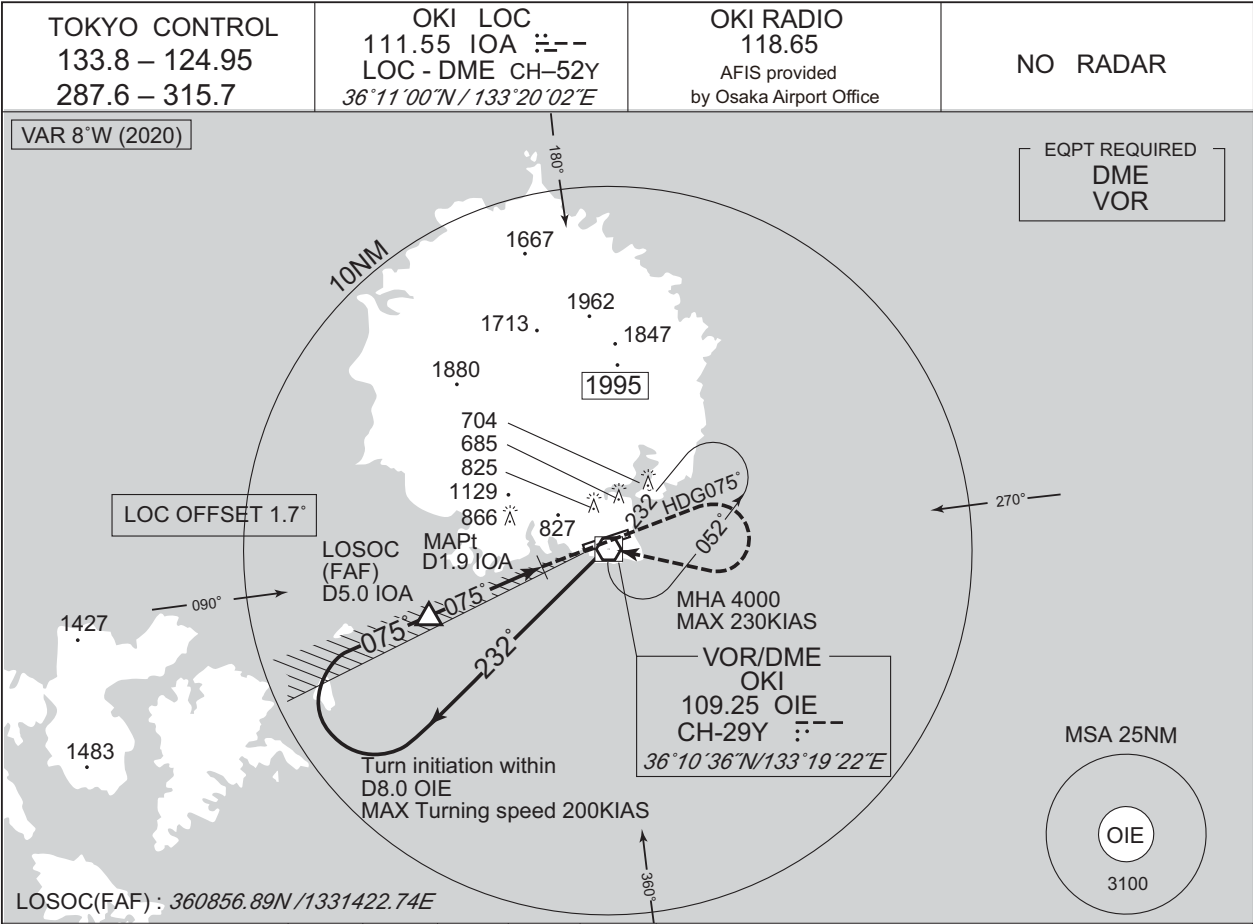 TOKYO CONTROL
133.8 – 124.95
287.6 – 315.7
OKI LOC
111.55 IOA
LOC - DME CH–52Y
36°11´00˝N / 133°20´02˝E
OKI RADIO
118.65
AFIS provided
by Osaka Airport Office
NO RADAR
VAR 8°W (2020)
EQPT REQUIRED
DME
VOR
180°
10NM
1667
1962
1713
1847
1880
1995
704
685
825
1129
866
827
232
HDG075°
052°
270°
LOC OFFSET 1.7°
LOSOC
(FAF)
D5.0 IOA
MAPt
D1.9 IOA
075°
075°
232°
090°
1427
1483
MHA 4000
MAX 230KIAS
VOR/DME
OKI
109.25 OIE
CH-29Y
36°10´36˝N/133°19´22˝E
Turn initiation within
D8.0 OIE
MAX Turning speed 200KIAS
360°
MSA 25NM
OIE
3100
LOSOC(FAF) : 360856.89N /1331422.74E